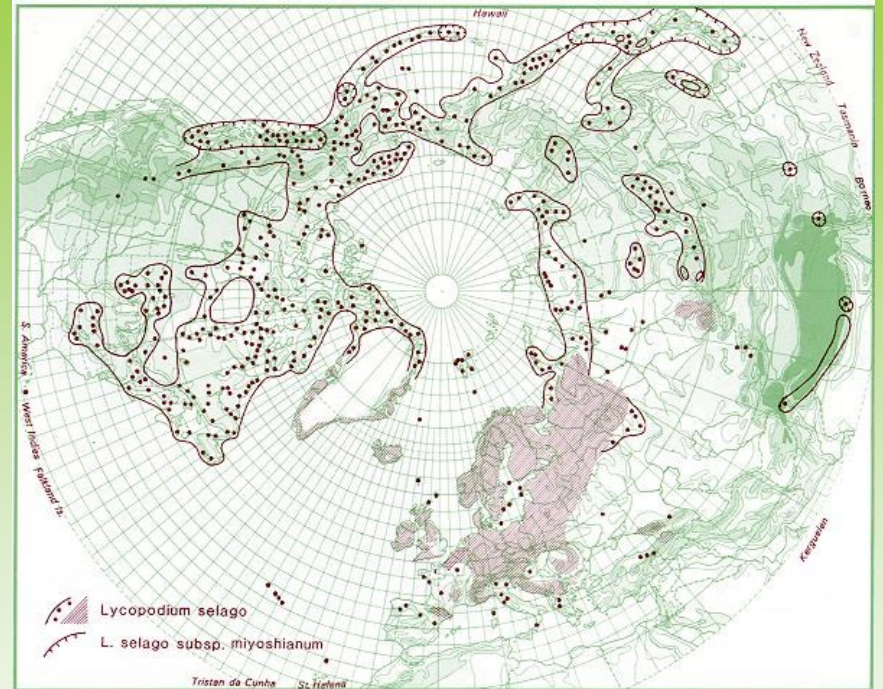 Hawaii
New Zealand
Tasmania
Borneo
S. America
West Indies
Falkland Is.
Kerguelen
Lycopodium selago
L. selago subsp. miyoshianum
Tristan da Cunha
St. Helena